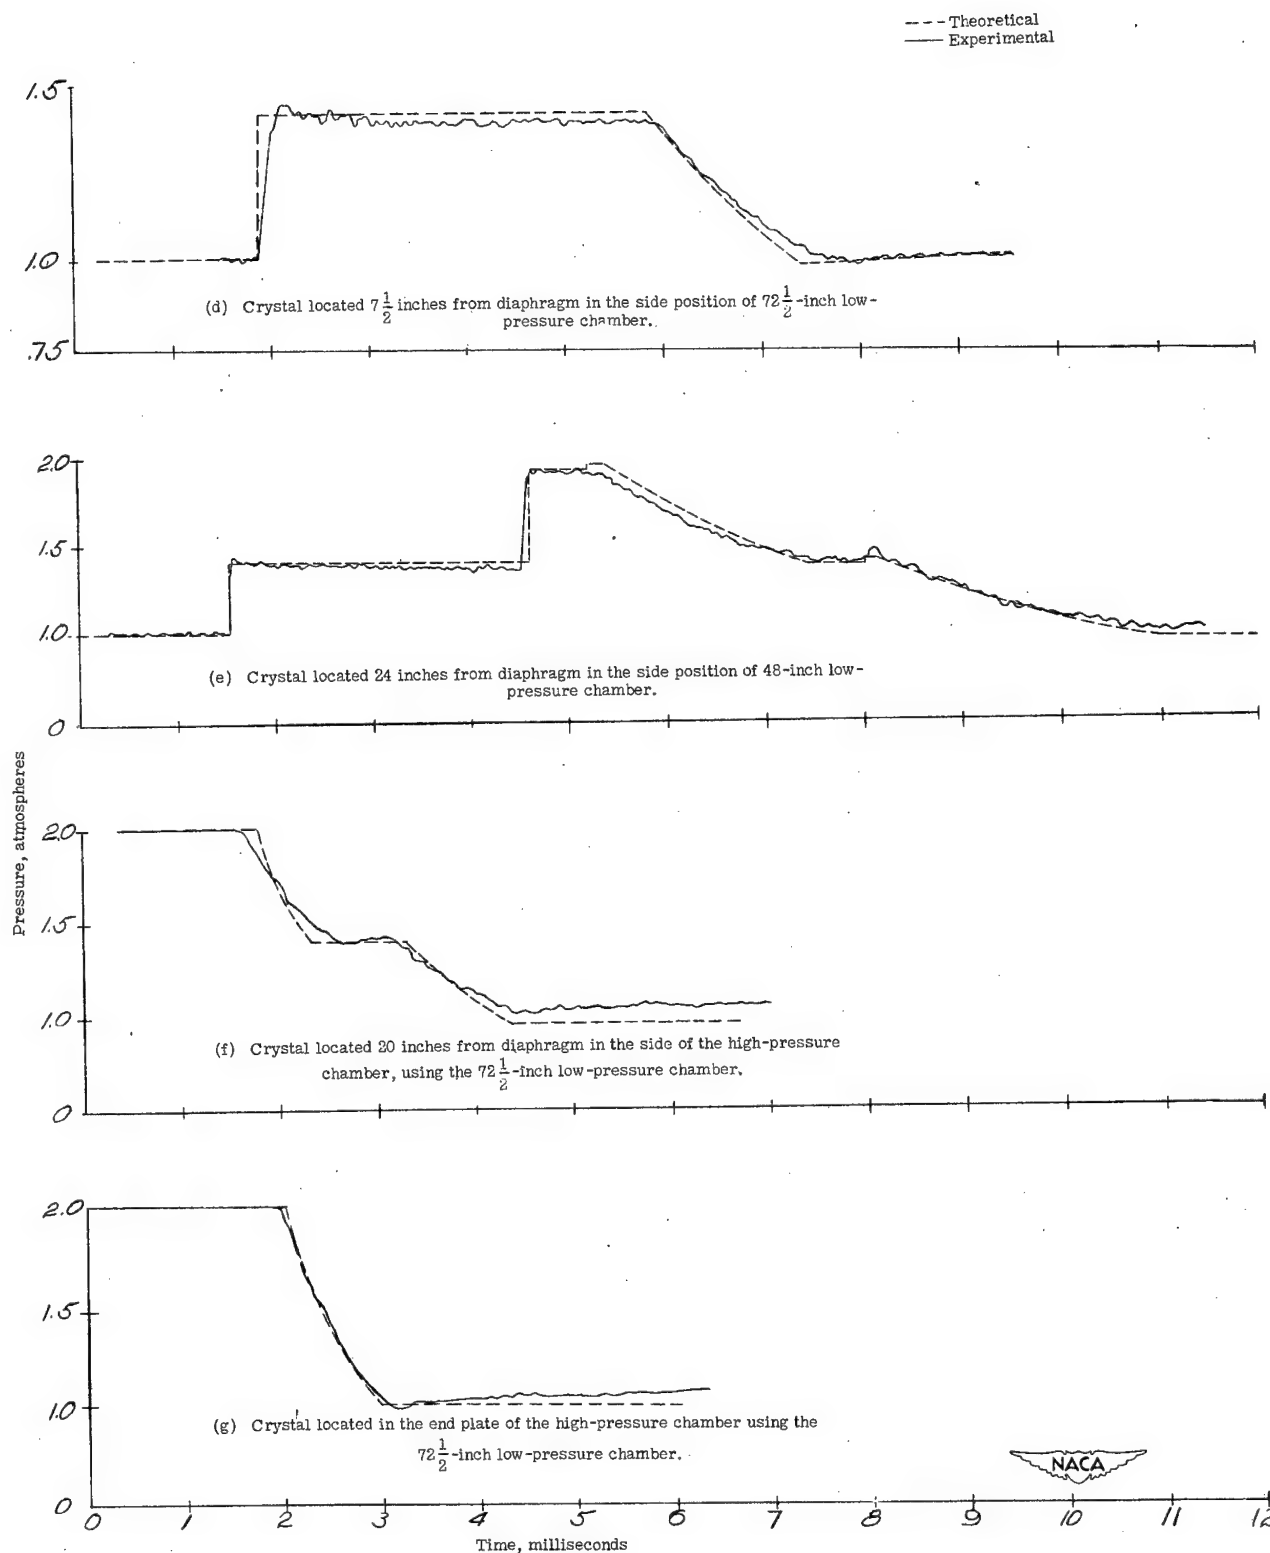 ---- Theoretical
—— Experimental
1.5
1.0
(d) Crystal located 7 1/2 inches from diaphragm in the side position of 72 1/2-inch low-
pressure chamber.
.75
2.0
1.5
1.0
(e) Crystal located 24 inches from diaphragm in the side position of 48-inch low-
pressure chamber.
0
Pressure, atmospheres
2.0
1.5
1.0
(f) Crystal located 20 inches from diaphragm in the side of the high-pressure
chamber, using the 72 1/2-inch low-pressure chamber.
0
2.0
1.5
1.0
(g) Crystal located in the end plate of the high-pressure chamber using the
72 1/2-inch low-pressure chamber.
NACA
0
0 1 2 3 4 5 6 7 8 9 10 11 12
Time, milliseconds